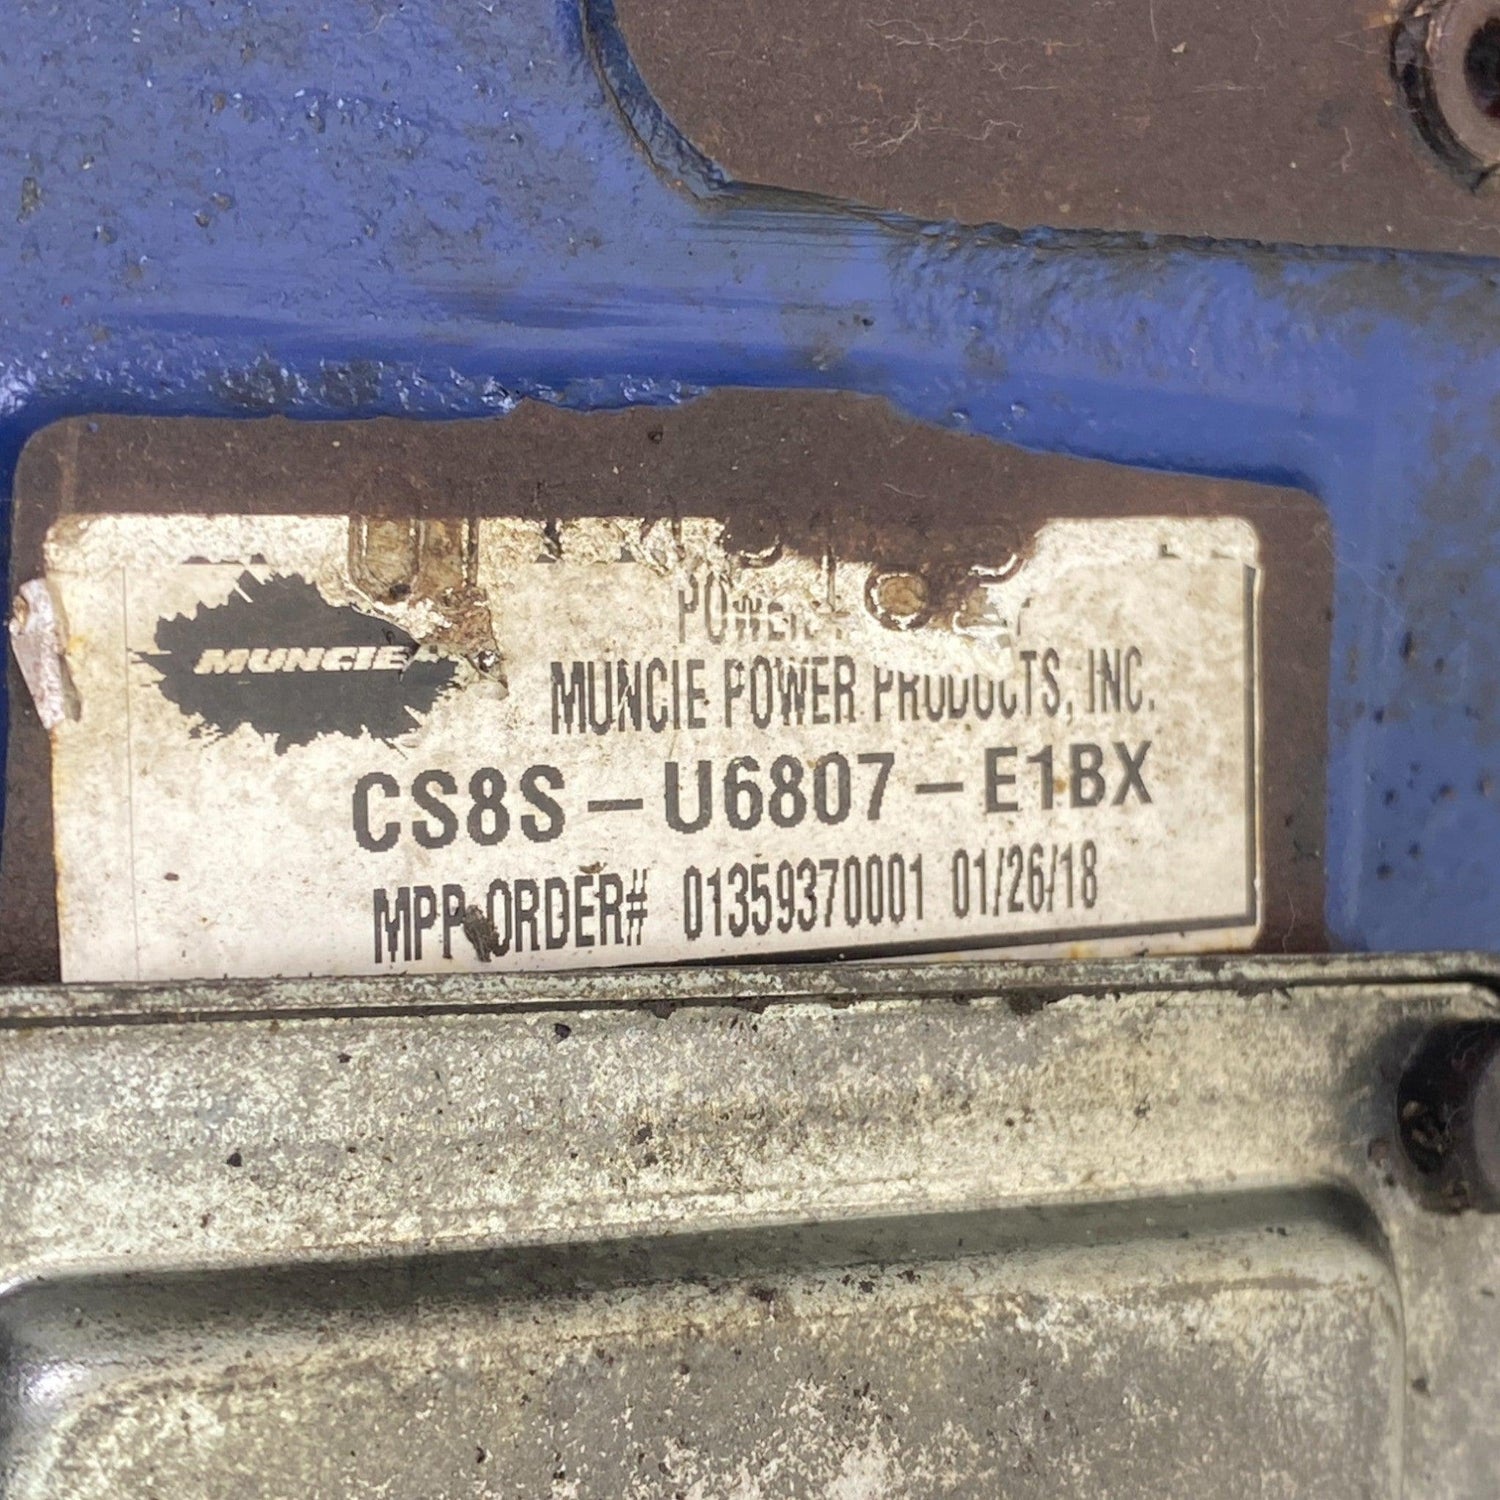 MUNCIE
MUNCIE POWER PRODUCTS, INC.
CS8S-U6807-E1BX
MPP ORDER# 01359370001 01/26/18